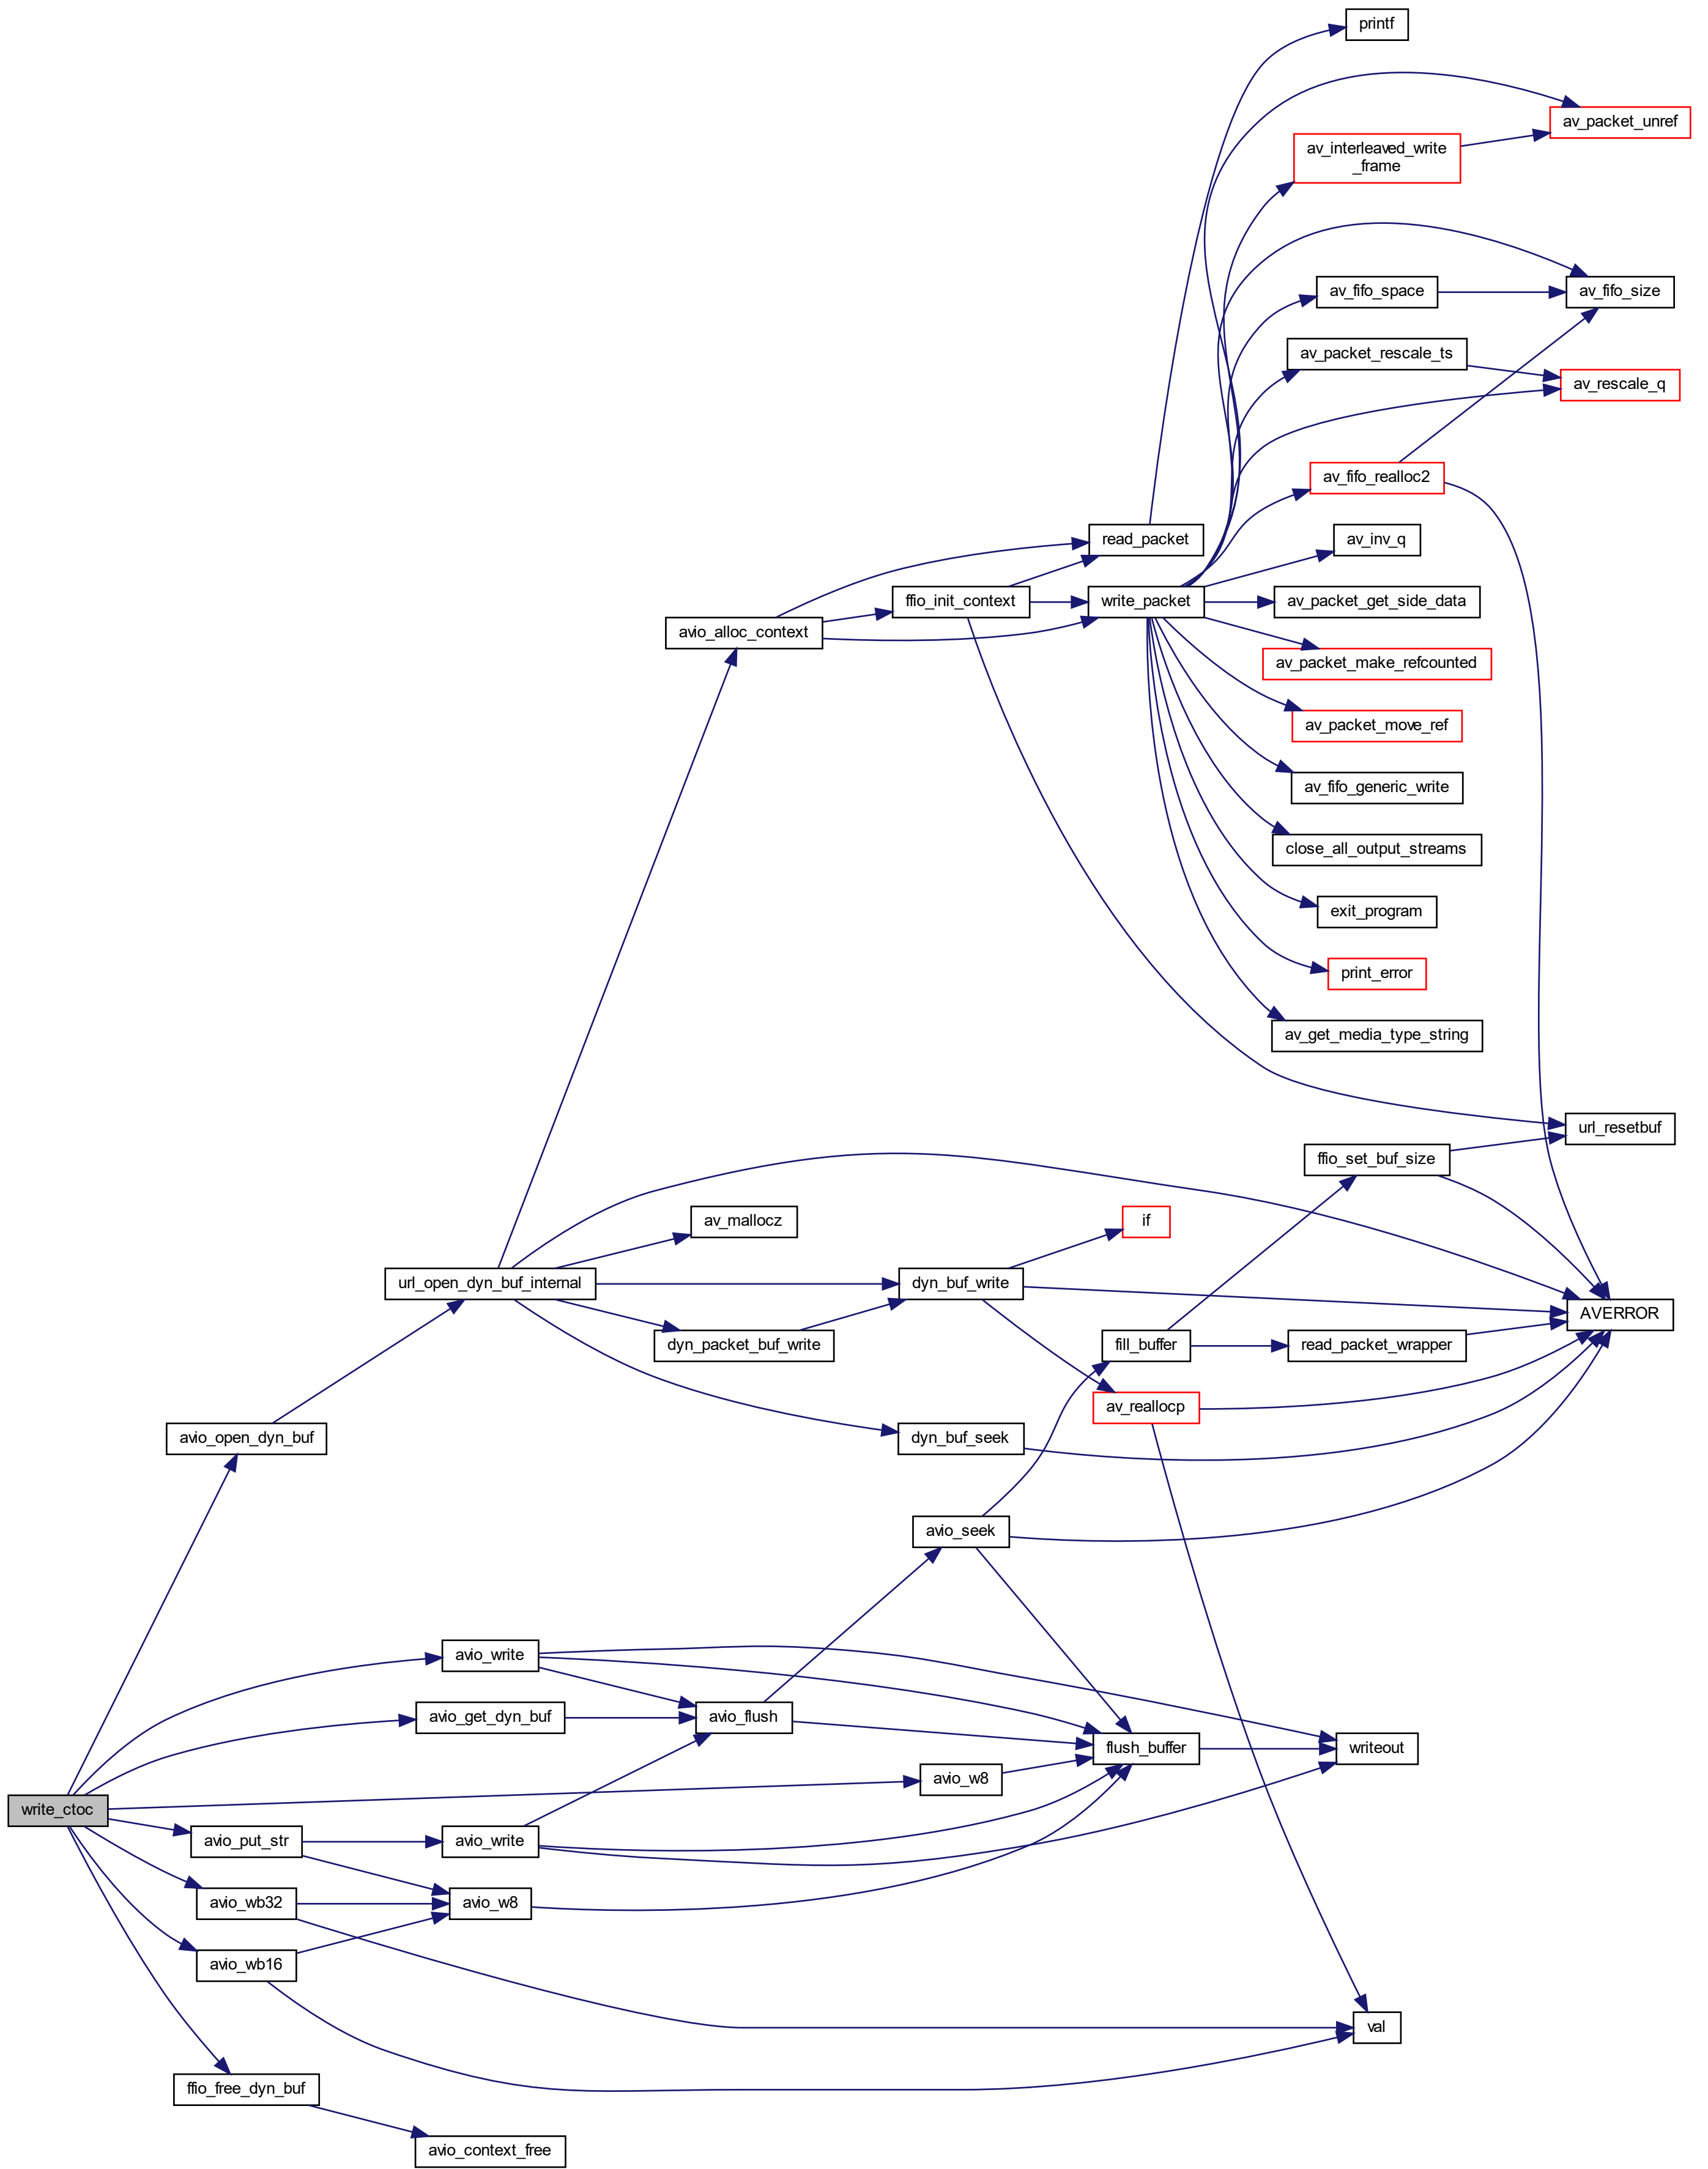 printf
av_packet_unref
av_interleaved_write
_frame
av_fifo_space
av_fifo_size
av_packet_rescale_ts
av_rescale_q
av_fifo_realloc2
read_packet
av_inv_q
ffio_init_context
write_packet
av_packet_get_side_data
avio_alloc_context
av_packet_make_refcounted
av_packet_move_ref
av_fifo_generic_write
close_all_output_streams
exit_program
print_error
av_get_media_type_string
url_resetbuf
ffio_set_buf_size
av_mallocz
if
url_open_dyn_buf_internal
dyn_buf_write
AVERROR
dyn_packet_buf_write
fill_buffer
read_packet_wrapper
av_reallocp
avio_open_dyn_buf
dyn_buf_seek
avio_seek
avio_write
avio_get_dyn_buf
avio_flush
flush_buffer
writeout
avio_w8
write_ctoc
avio_put_str
avio_write
avio_wb32
avio_w8
avio_wb16
val
ffio_free_dyn_buf
avio_context_free